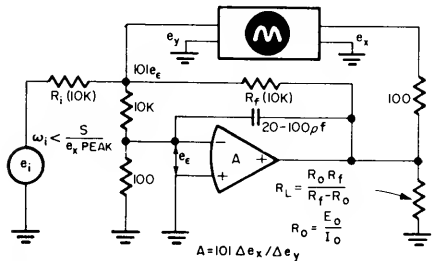 e_y
M
e_x
101e_ε
R_i (10K)
10K
R_f (10K)
100
ω_i < S / e_x PEAK
20-100pf
e_i
100
e_ε
-
+
A
+
R_L = R_o R_f / R_f - R_o
R_o = E_o / I_o
A = 101 Δe_x / Δe_y